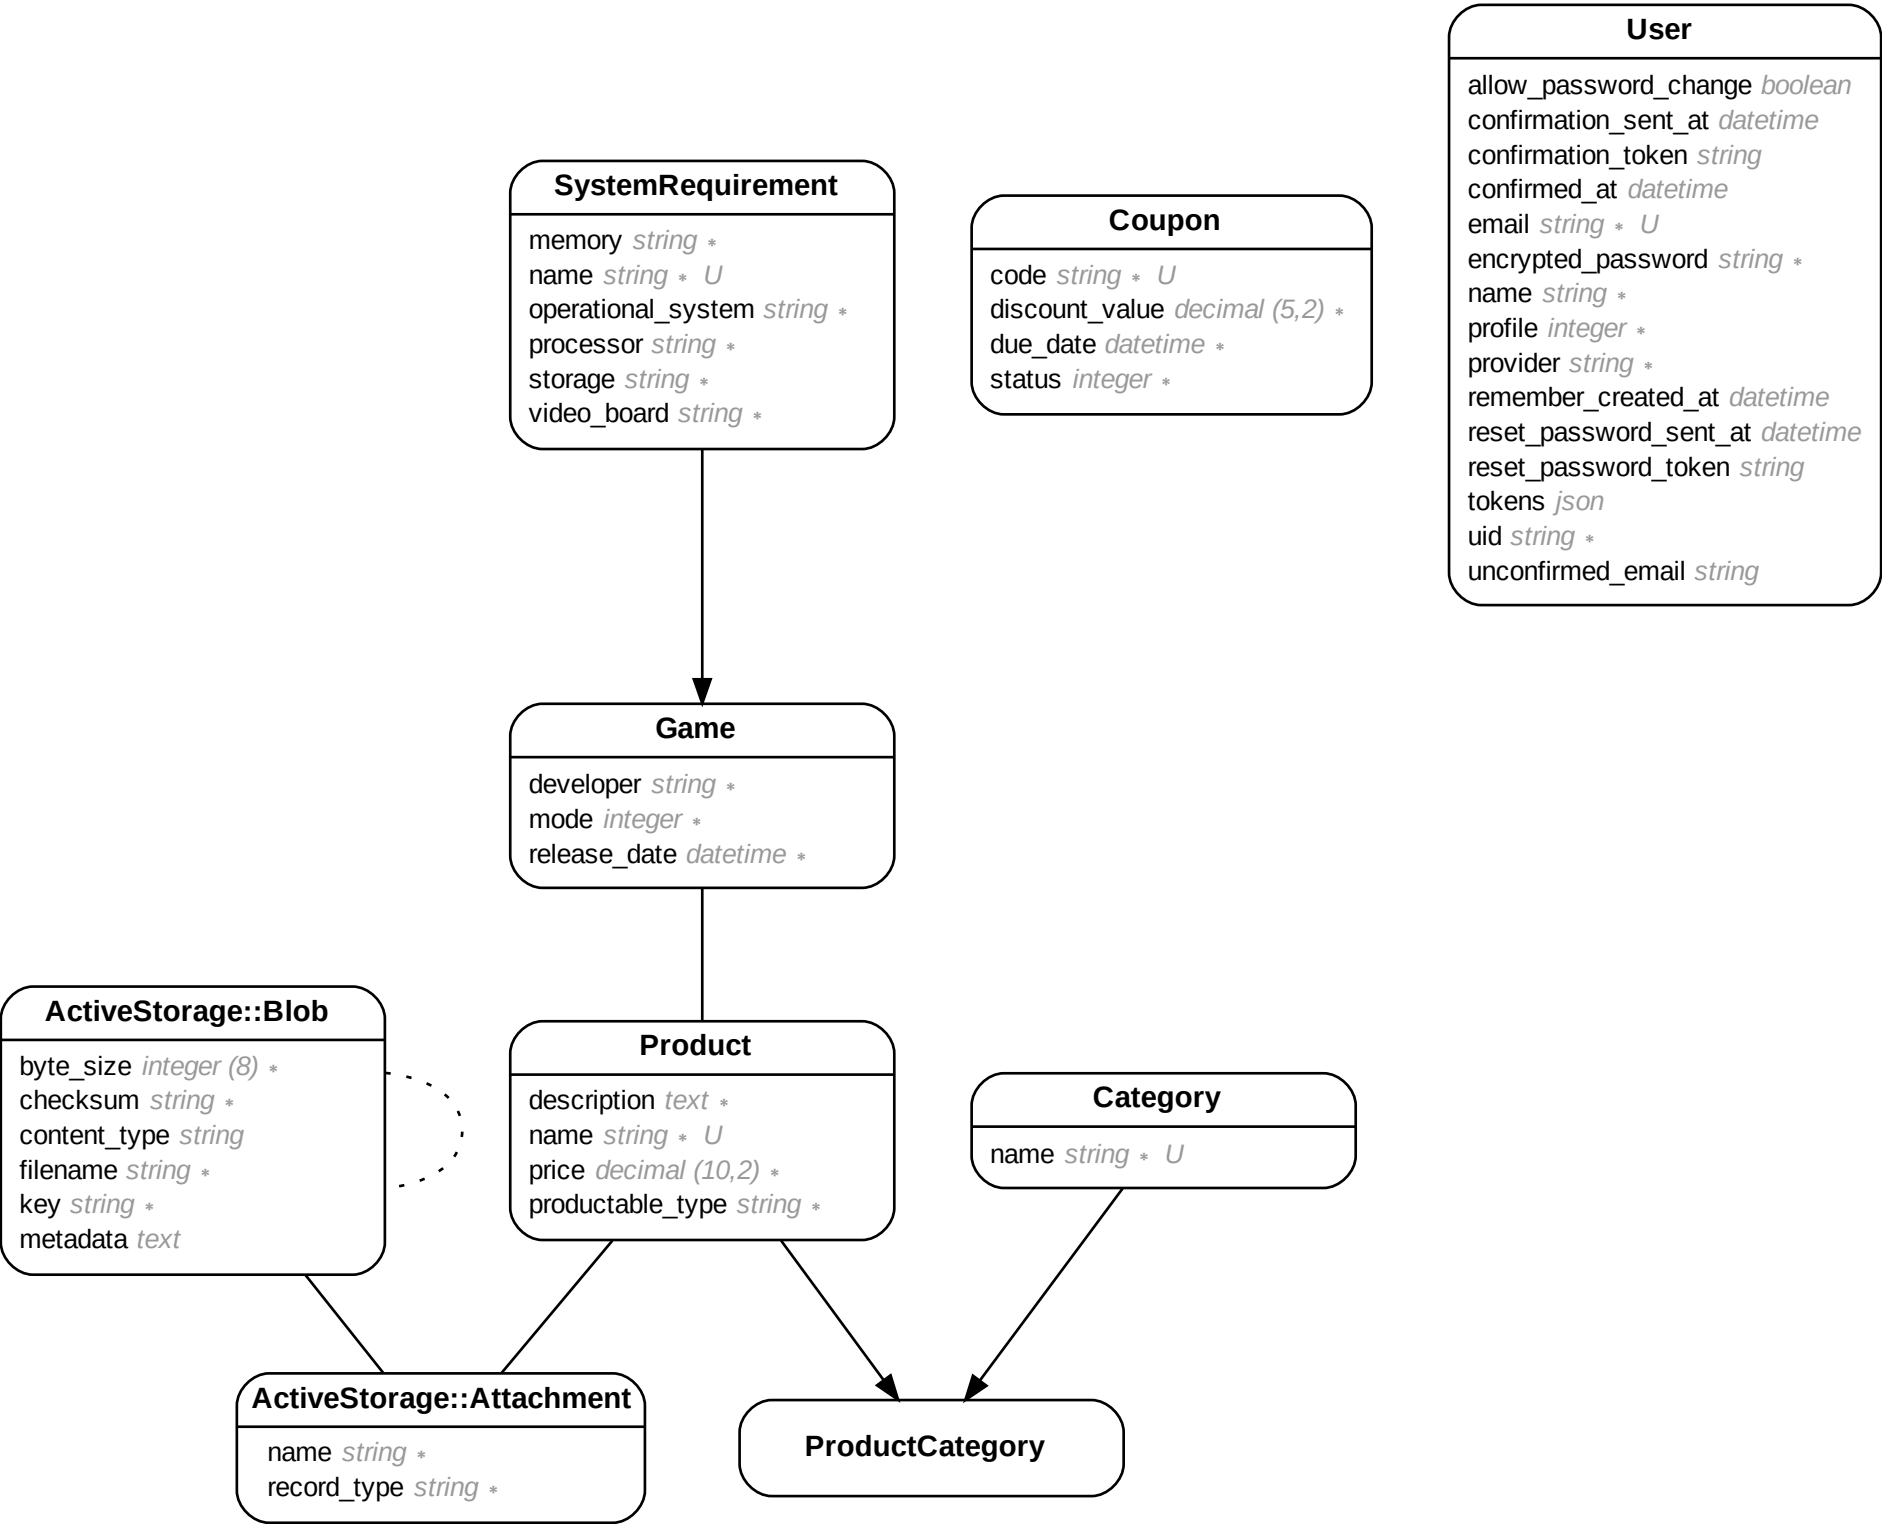 User
allow_password_change boolean
confirmation_sent_at datetime
confirmation_token string
confirmed_at datetime
email string * U
encrypted_password string *
name string *
profile integer *
provider string *
remember_created_at datetime
reset_password_sent_at datetime
reset_password_token string
tokens json
uid string *
unconfirmed_email string
SystemRequirement
memory string *
name string * U
operational_system string *
processor string *
storage string *
video_board string *
Coupon
code string * U
discount_value decimal (5,2) *
due_date datetime *
status integer *
Game
developer string *
mode integer *
release_date datetime *
ActiveStorage::Blob
byte_size integer (8) *
checksum string *
content_type string
filename string *
key string *
metadata text
Product
description text *
name string * U
price decimal (10,2) *
productable_type string *
Category
name string * U
ActiveStorage::Attachment
name string *
record_type string *
ProductCategory